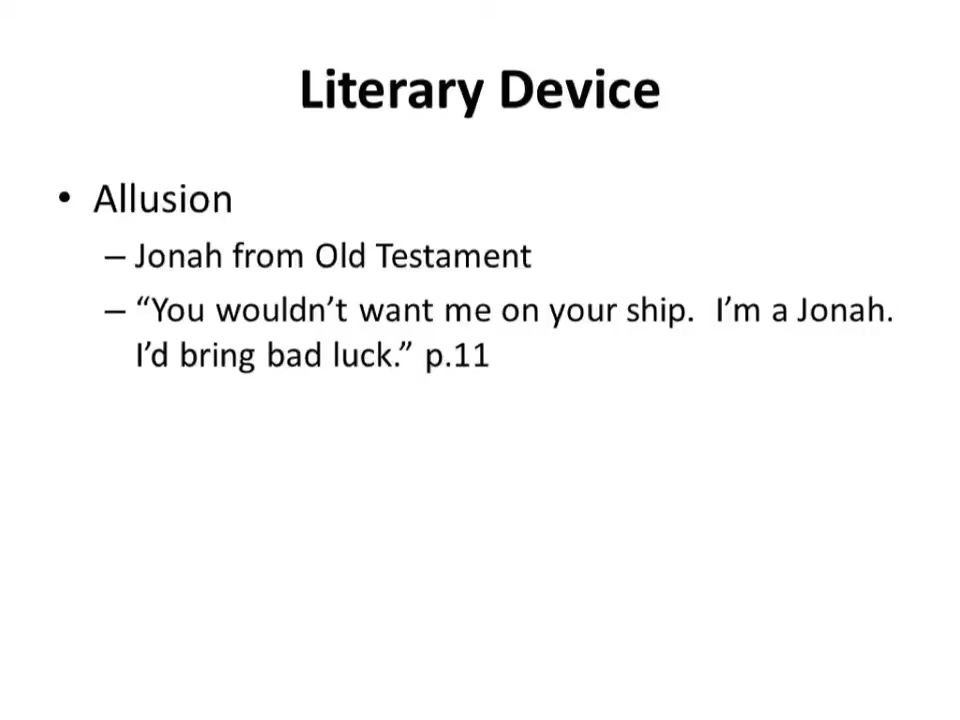 Literary Device
• Allusion
– Jonah from Old Testament
– “You wouldn’t want me on your ship.  I’m a Jonah.
I’d bring bad luck.” p.11